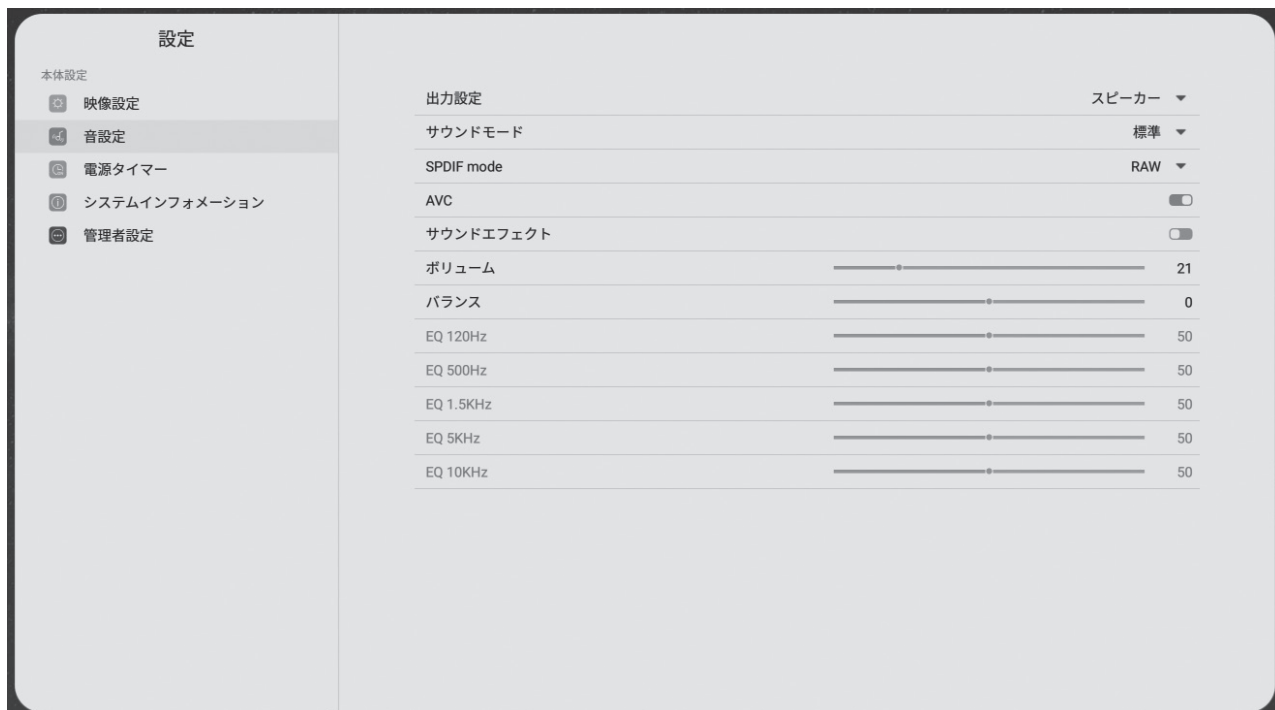 設定
本体設定
映像設定
音設定
電源タイマー
システムインフォメーション
管理者設定
出力設定 スピーカー
サウンドモード 標準
SPDIF mode RAW
AVC
サウンドエフェクト
ボリューム 21
バランス 0
EQ 120Hz 50
EQ 500Hz 50
EQ 1.5KHz 50
EQ 5KHz 50
EQ 10KHz 50